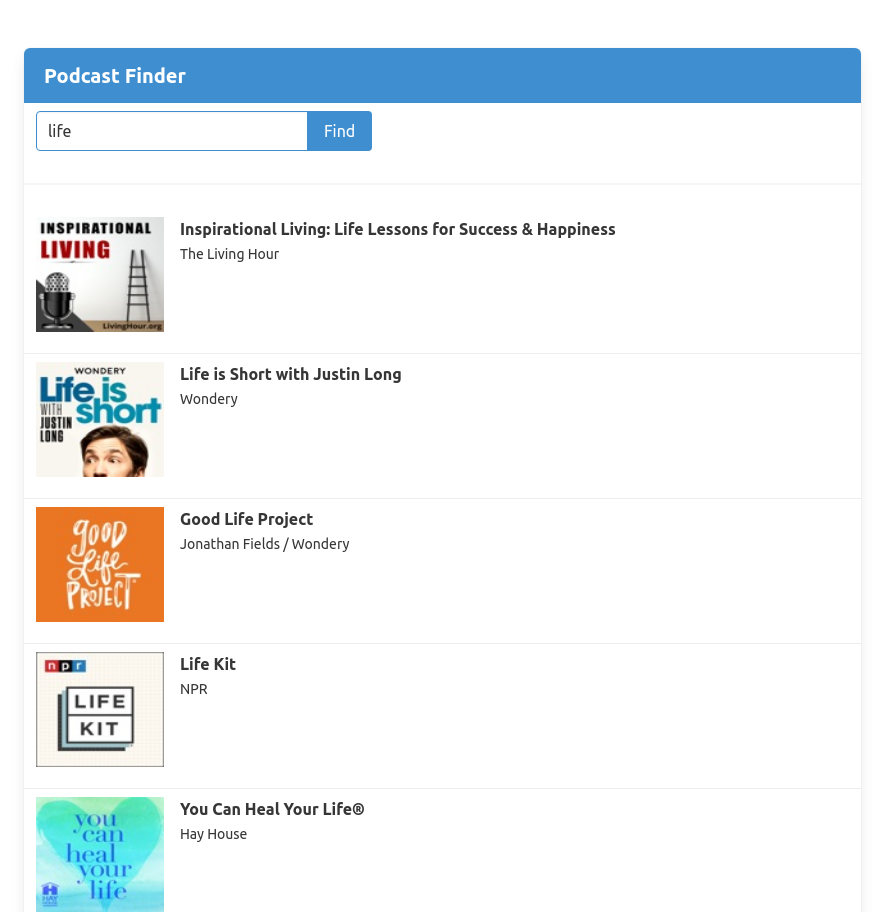 Podcast Finder
life
Find
INSPIRATIONAL
LIVING
LivingHour.org
Inspirational Living: Life Lessons for Success & Happiness
The Living Hour
WONDERY
Life is
WITH
short
JUSTIN
LONG
Life is Short with Justin Long
Wondery
good
Life
PROJECT
Good Life Project
Jonathan Fields / Wondery
npr
LIFE
KIT
Life Kit
NPR
you
can
heal
your
life
HAY
HOUSE
You Can Heal Your Life®
Hay House